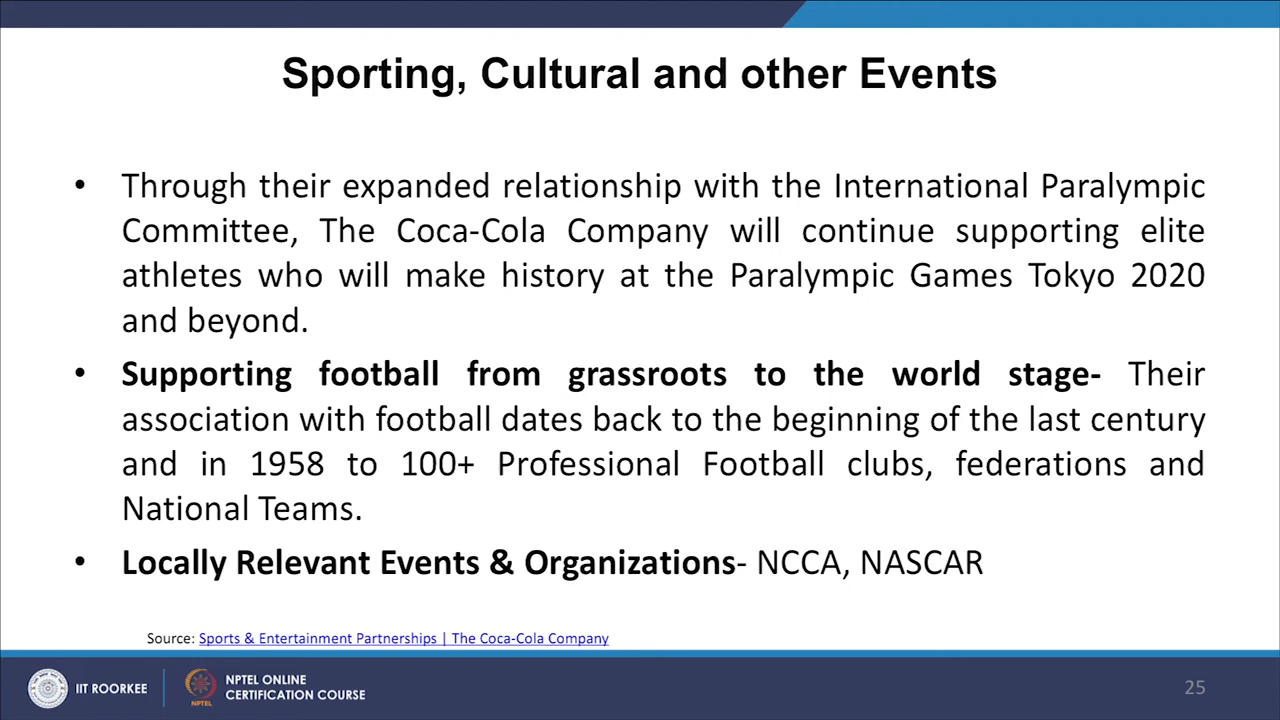 Sporting, Cultural and other Events
• Through their expanded relationship with the International Paralympic
Committee, The Coca-Cola Company will continue supporting elite
athletes who will make history at the Paralympic Games Tokyo 2020
and beyond.
• Supporting football from grassroots to the world stage- Their
association with football dates back to the beginning of the last century
and in 1958 to 100+ Professional Football clubs, federations and
National Teams.
• Locally Relevant Events & Organizations- NCCA, NASCAR
Source: Sports & Entertainment Partnerships | The Coca-Cola Company
IIT ROORKEE
NPTEL
NPTEL ONLINE
CERTIFICATION COURSE
25